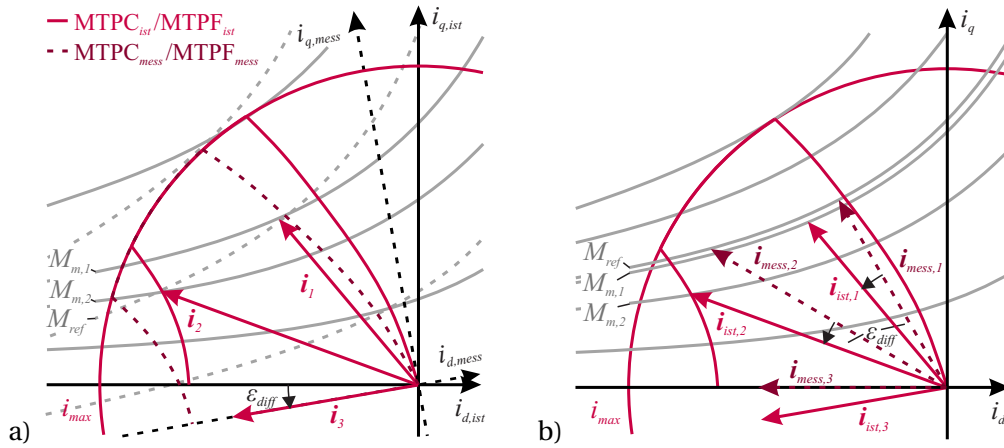 MTPC_ist/MTPF_ist
MTPC_mess/MTPF_mess
i_q,mess
i_q,ist
M_m,1
M_m,2
M_ref
i_1
i_2
i_3
ε_diff
i_d,mess
i_d,ist
i_max
a)
i_q
M_ref
M_m,1
M_m,2
i_mess,2
i_mess,1
i_ist,1
i_ist,2
ε_diff
i_mess,3
i_ist,3
i_d
i_max
b)